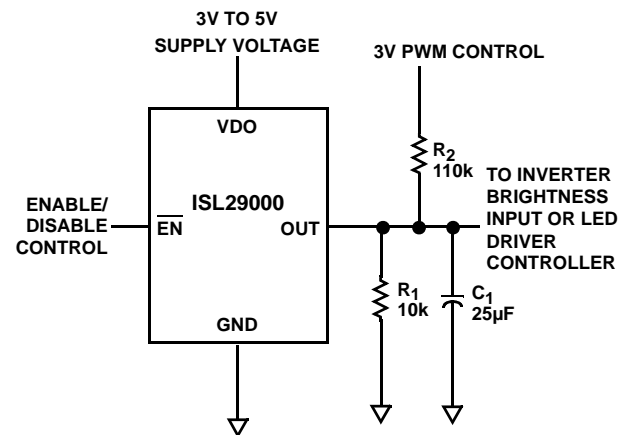 3V TO 5V
SUPPLY VOLTAGE
3V PWM CONTROL
VDO
R2
110k
ISL29000
ENABLE/
DISABLE
CONTROL
EN
OUT
TO INVERTER
BRIGHTNESS
INPUT OR LED
DRIVER
CONTROLLER
R1
10k
C1
25µF
GND